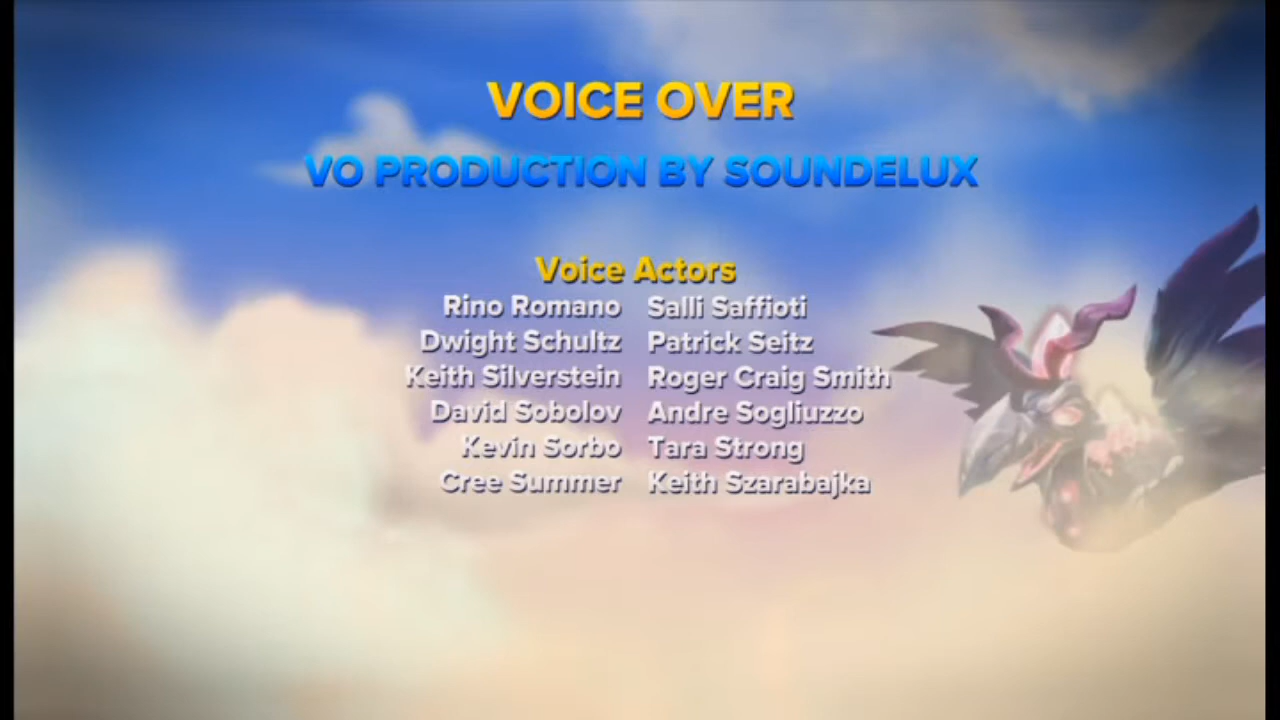 VOICE OVER
VO PRODUCTION BY SOUNDELUX
Voice Actors
Rino Romano Salli Saffioti
Dwight Schultz Patrick Seitz
Keith Silverstein Roger Craig Smith
David Sobolov Andre Sogliuzzo
Kevin Sorbo Tara Strong
Cree Summer Keith Szarabajka